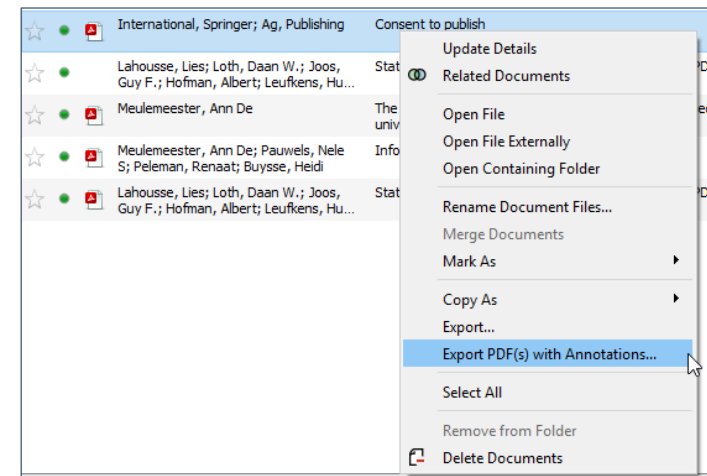 International, Springer; Ag, Publishing
Consent to publish
Lahousse, Lies; Loth, Daan W.; Joos,
Guy F.; Hofman, Albert; Leufkens, Hu...
Stat
Meulemeester, Ann De
The
univ
Meulemeester, Ann De; Pauwels, Nele
S; Peleman, Renaat; Buysse, Heidi
Info
Lahousse, Lies; Loth, Daan W.; Joos,
Guy F.; Hofman, Albert; Leufkens, Hu...
Stat
Update Details
Related Documents
Open File
Open File Externally
Open Containing Folder
Rename Document Files...
Merge Documents
Mark As
Copy As
Export...
Export PDF(s) with Annotations...
Select All
Remove from Folder
Delete Documents